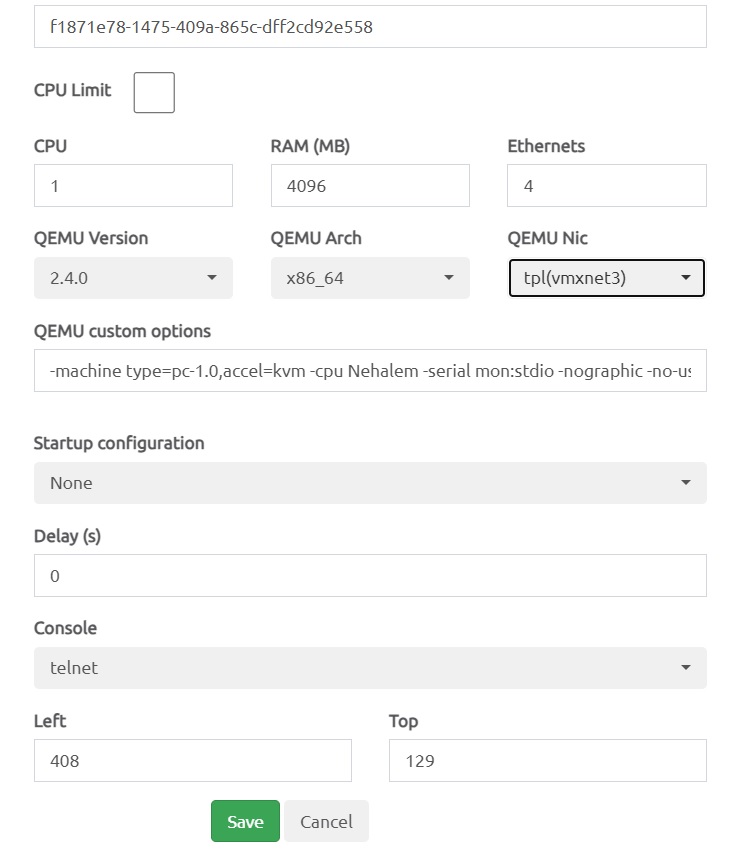 f1871e78-1475-409a-865c-dff2cd92e558
CPU Limit
CPU RAM (MB) Ethernets
1 4096 4
QEMU Version QEMU Arch QEMU Nic
2.4.0 x86_64 tpl(vmxnet3)
QEMU custom options
-machine type=pc-1.0,accel=kvm -cpu Nehalem -serial mon:stdio -nographic -no-us
Startup configuration
None
Delay (s)
0
Console
telnet
Left Top
408 129
Save Cancel